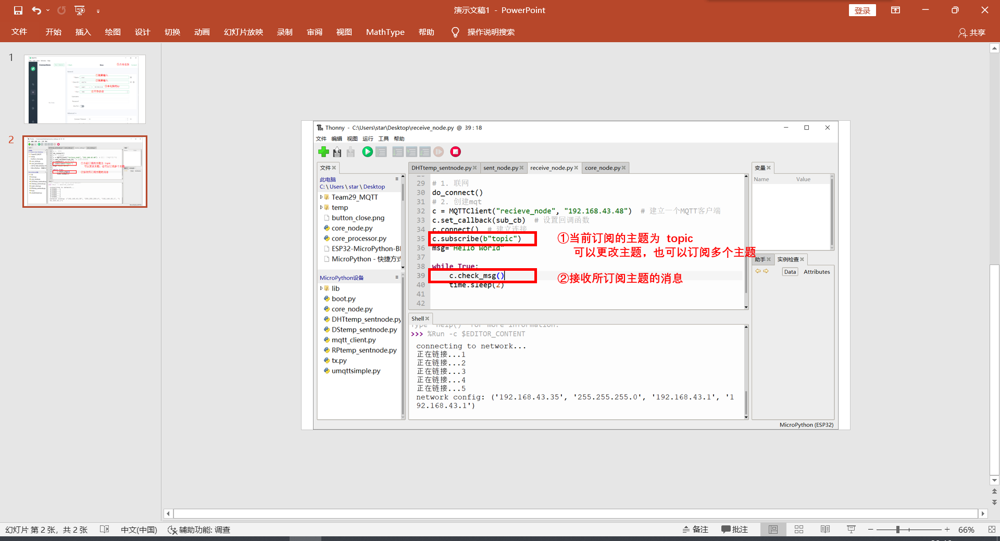 演示文稿1 - PowerPoint
登录
文件 开始 插入 绘图 设计 切换 动画 幻灯片放映 录制 审阅 视图 MathType 帮助 操作说明搜索
共享
1
2
Thonny - C:\Users\star\Desktop\receive_node.py @ 39 : 18
文件 编辑 视图 运行 工具 帮助
文件
此电脑
C: \ Users \ star \ Desktop
Team29_MQTT
temp
button_close.png
core_node.py
core_processor.py
ESP32-MicroPython-Bl
MicroPython - 快捷方式
MicroPython设备
lib
boot.py
core_node.py
DHTtemp_sentnode.py
DStemp_sentnode.py
mqtt_client.py
RPtemp_sentnode.py
tx.py
umqttsimple.py
DHTtemp_sentnode.py sent_node.py receive_node.py core_node.py
29 # 1. 联网
30 do_connect()
31 # 2. 创建mqt
32 c = MQTTClient("recieve_node", "192.168.43.48") # 建立一个MQTT客户端
33 c.set_callback(sub_cb) # 设置回调函数
34 c.connect() # 建立连接
35 c.subscribe(b"topic")
36 msg="Hello World"
37
38 while True:
39 c.check_msg()
40 time.sleep(2)
41
42
①当前订阅的主题为 topic
可以更改主题，也可以订阅多个主题
②接收所订阅主题的消息
Shell
Type "help()" for more information.
>>> %Run -c $EDITOR_CONTENT
connecting to network...
正在链接...1
正在链接...2
正在链接...3
正在链接...4
正在链接...5
network config: ('192.168.43.35', '255.255.255.0', '192.168.43.1', '1
92.168.43.1')
变量
Name Value
助手 实例检查
Data Attributes
MicroPython (ESP32)
幻灯片 第 2 张，共 2 张 中文(中国) 辅助功能: 调查
备注 批注 66%